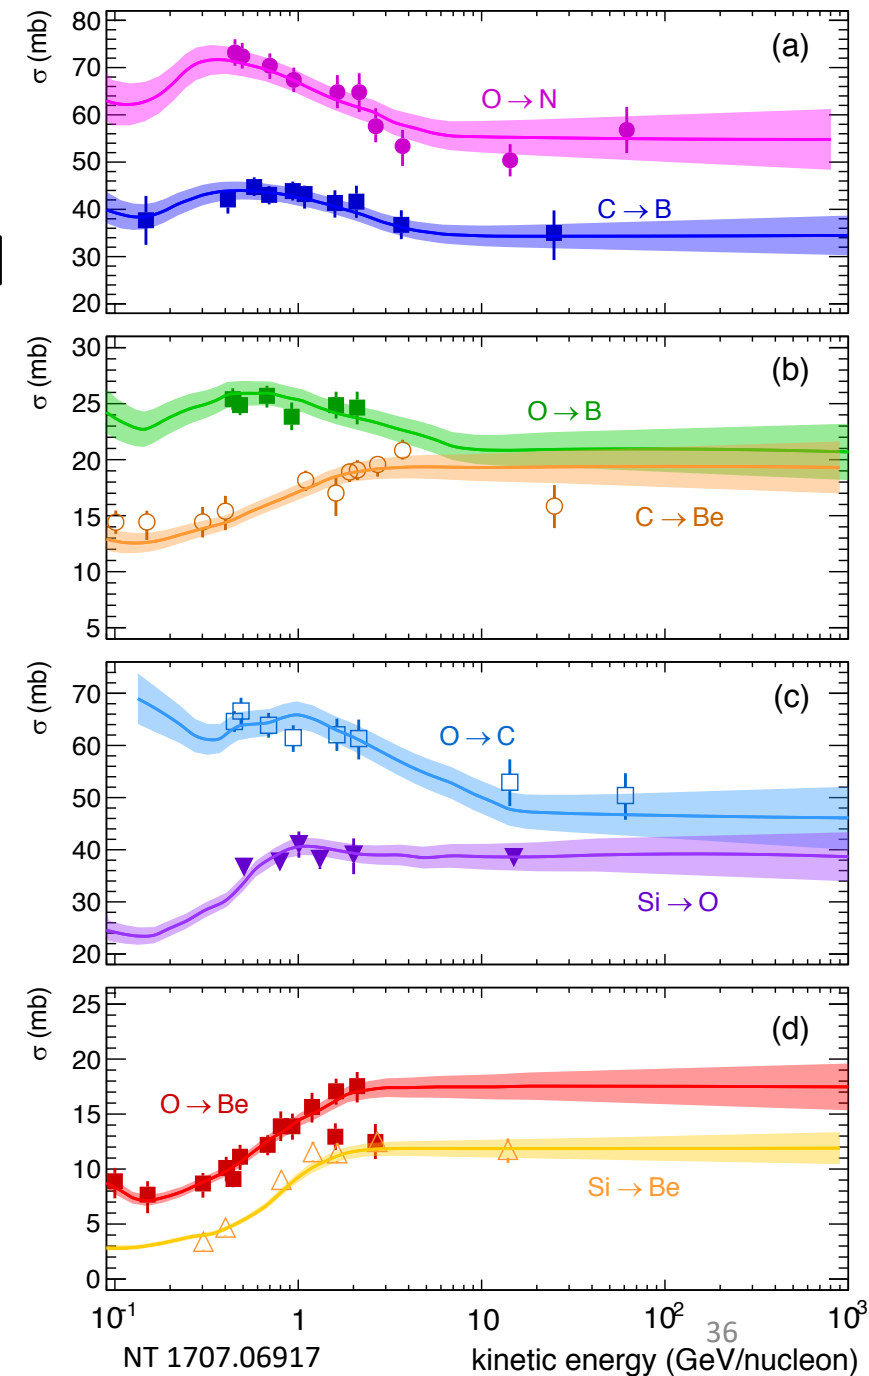 σ (mb)
80
70
60
50
40
30
20
(a)
O → N
C → B
σ (mb)
30
25
20
15
10
5
(b)
O → B
C → Be
σ (mb)
70
60
50
40
30
20
(c)
O → C
Si → O
σ (mb)
25
20
15
10
5
0
(d)
O → Be
Si → Be
10⁻¹ 1 10 10² 10³
36
NT 1707.06917 kinetic energy (GeV/nucleon)